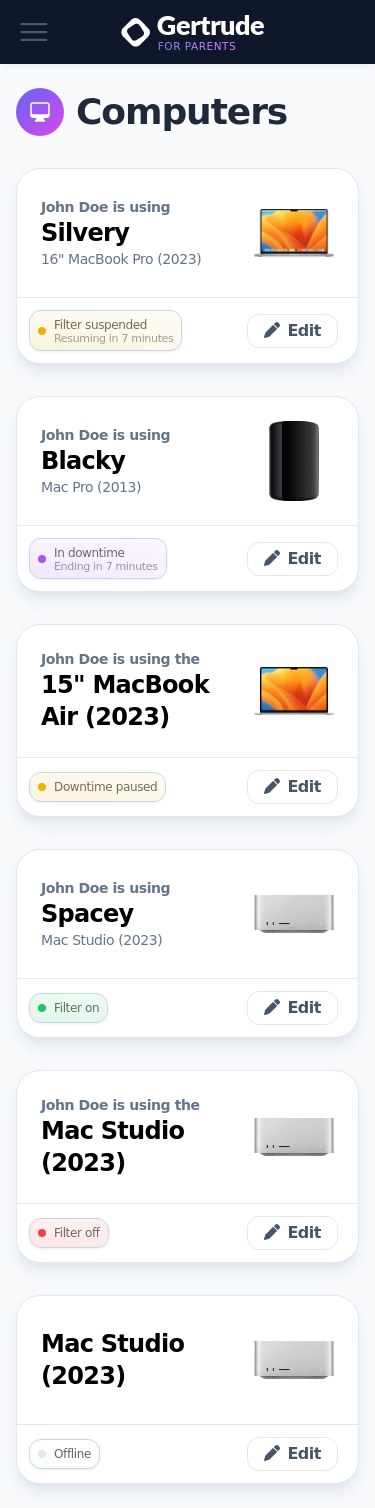 Gertrude
FOR PARENTS
Computers
John Doe is using
Silvery
16" MacBook Pro (2023)
Filter suspended
Resuming in 7 minutes
Edit
John Doe is using
Blacky
Mac Pro (2013)
In downtime
Ending in 7 minutes
Edit
John Doe is using the
15" MacBook
Air (2023)
Downtime paused
Edit
John Doe is using
Spacey
Mac Studio (2023)
Filter on
Edit
John Doe is using the
Mac Studio
(2023)
Filter off
Edit
Mac Studio
(2023)
Offline
Edit